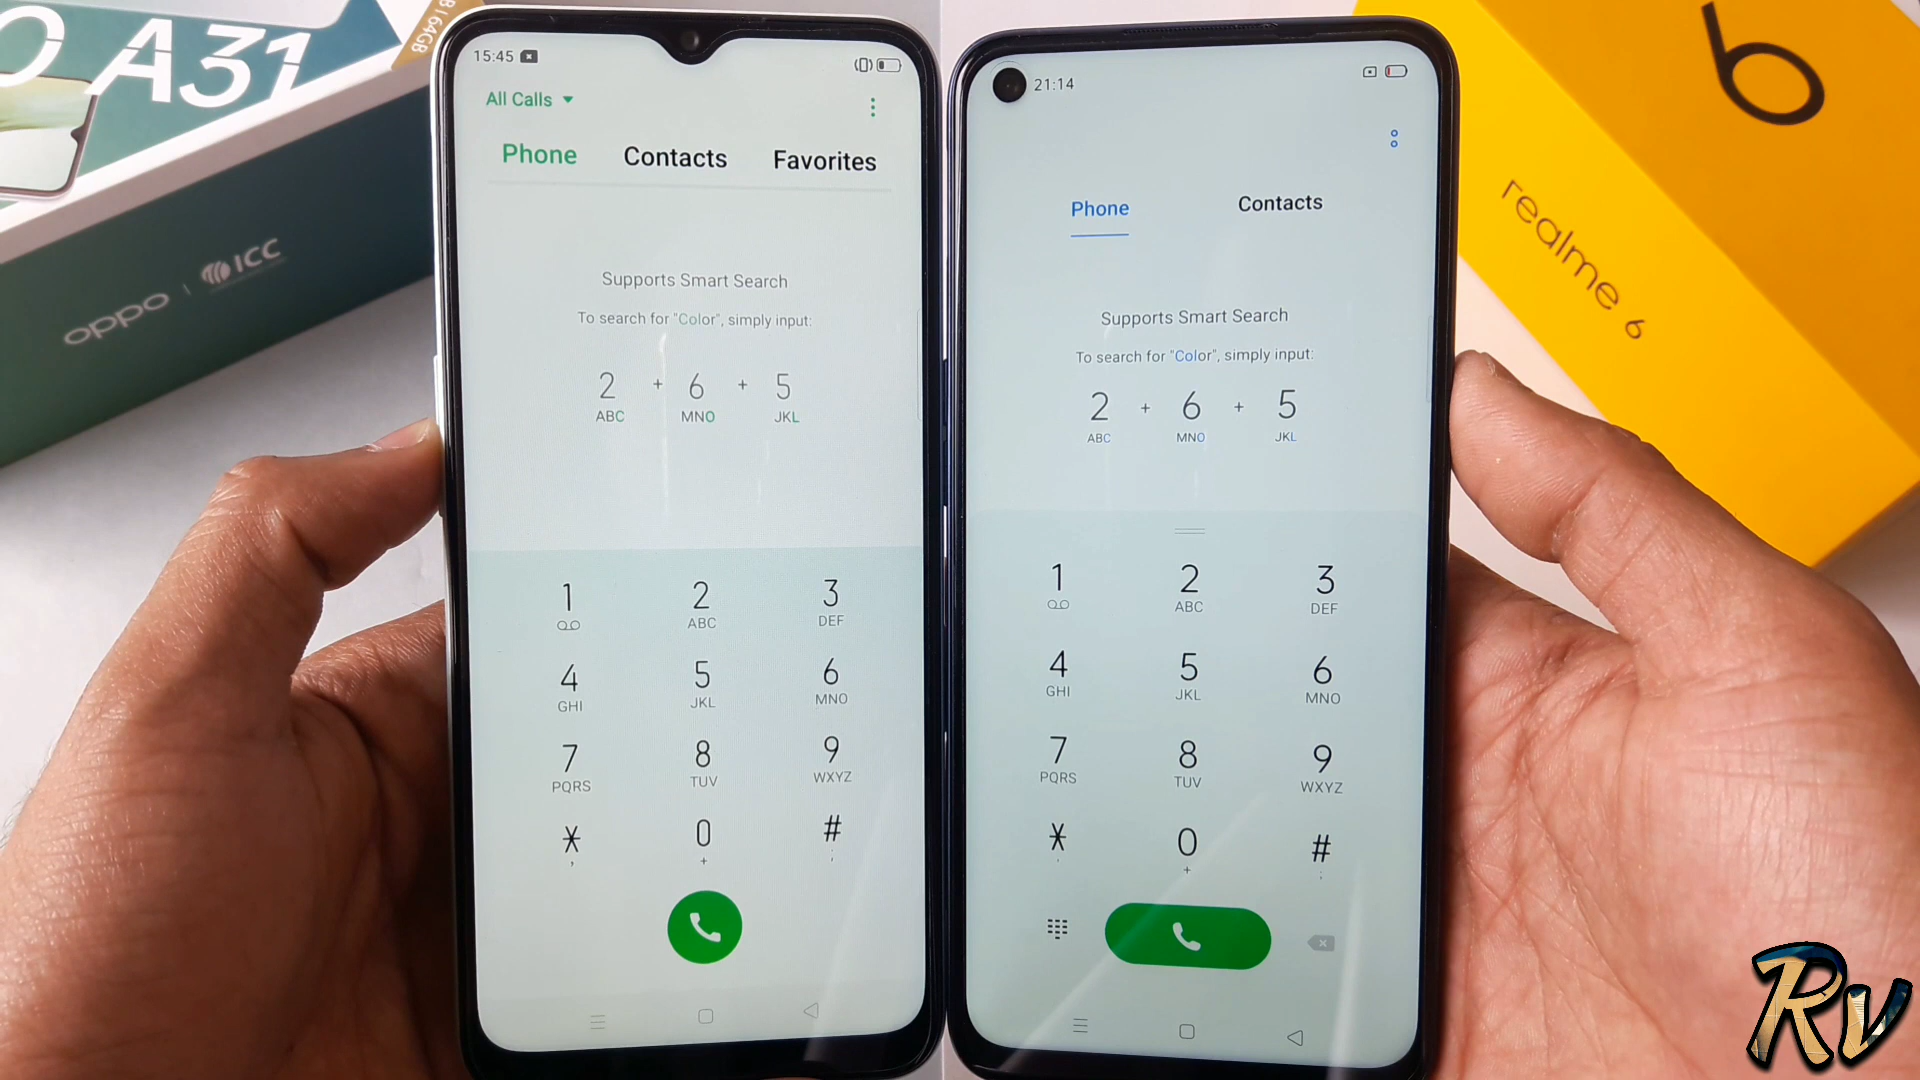 O A31
B|64GB
oppo | ICC
15:45
All Calls
Phone Contacts Favorites
Supports Smart Search
To search for "Color", simply input:
2 + 6 + 5
ABC MNO JKL
1 2 3
ABC DEF
4 5 6
GHI JKL MNO
7 8 9
PQRS TUV WXYZ
* 0 #
, + ;
21:14
Phone Contacts
Supports Smart Search
To search for "Color", simply input:
2 + 6 + 5
ABC MNO JKL
1 2 3
ABC DEF
4 5 6
GHI JKL MNO
7 8 9
PQRS TUV WXYZ
* 0 #
, + ;
6
realme 6
Rv